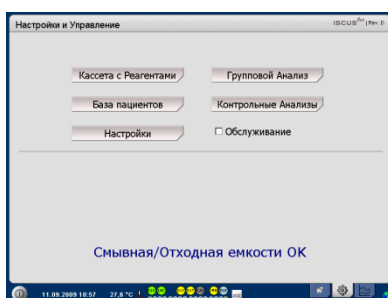 Настройки и Управление
ISCUS flex |Rev. D
Кассета с Реагентами
Групповой Анализ
База пациентов
Контрольные Анализы
Настройки
Обслуживание
Смывная/Отходная емкости OK
11.09.2009 10:57 27,6 °C